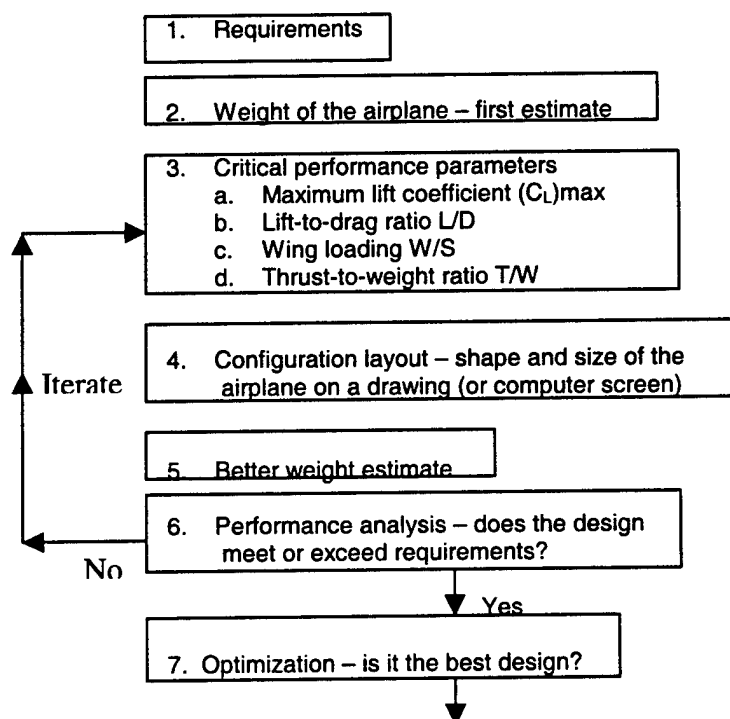 1. Requirements
2. Weight of the airplane – first estimate
3. Critical performance parameters
a. Maximum lift coefficient (CL)max
b. Lift-to-drag ratio L/D
c. Wing loading W/S
d. Thrust-to-weight ratio T/W
4. Configuration layout – shape and size of the
airplane on a drawing (or computer screen)
Iterate
5. Better weight estimate
6. Performance analysis – does the design
meet or exceed requirements?
No
Yes
7. Optimization – is it the best design?